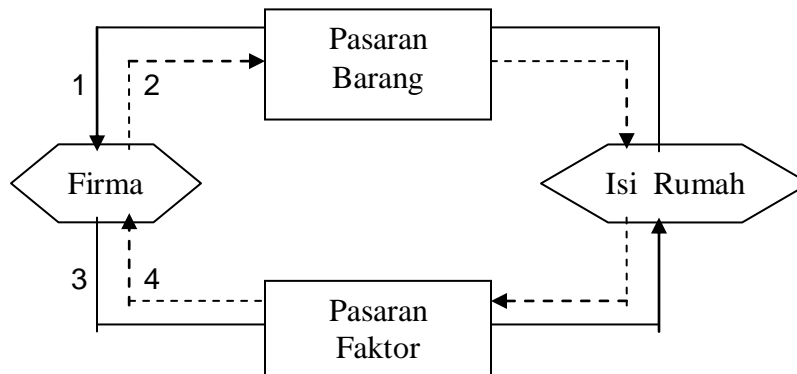 Pasaran
Barang
1
2
Firma
Isi Rumah
3
4
Pasaran
Faktor